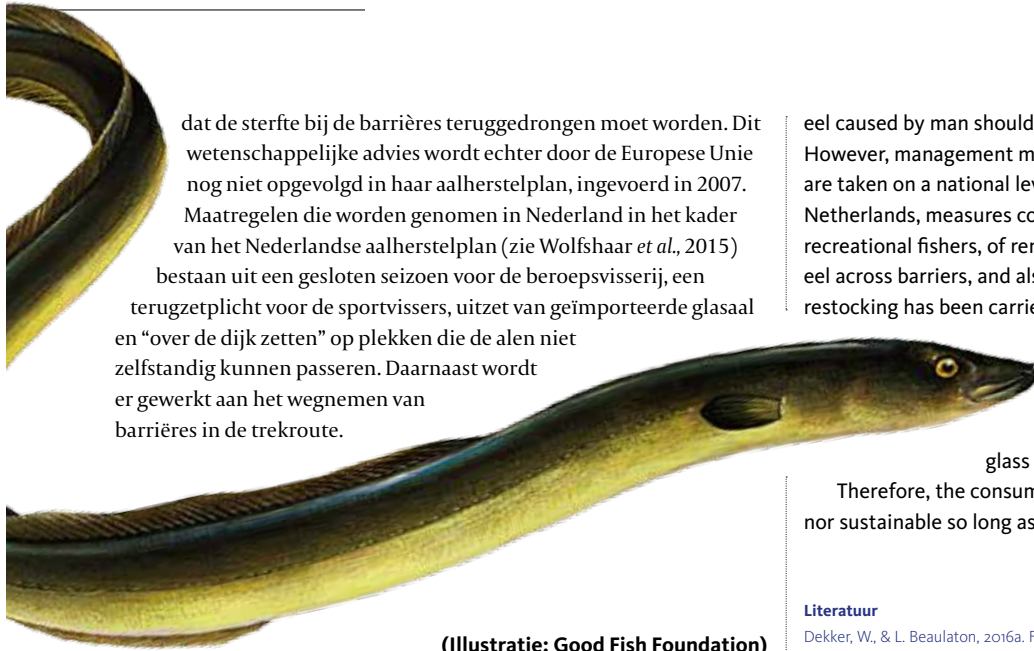 dat de sterfte bij de barrières teruggedrongen moet worden. Dit
wetenschappelijke advies wordt echter door de Europese Unie
nog niet opgevolgd in haar aalherstelplan, ingevoerd in 2007.
Maatregelen die worden genomen in Nederland in het kader
van het Nederlandse aalherstelplan (zie Wolfshaar et al., 2015)
bestaan uit een gesloten seizoen voor de beroepsvisserij, een
terugzetplicht voor de sportvissers, uitzet van geïmporteerde glasaal
en “over de dijk zetten” op plekken die de alen niet
zelfstandig kunnen passeren. Daarnaast wordt
er gewerkt aan het wegnemen van
barrières in de trekroute.
(Illustratie: Good Fish Foundation)
eel caused by man should
However, management m
are taken on a national lev
Netherlands, measures co
recreational fishers, of rer
eel across barriers, and als
restocking has been carrie
glass
Therefore, the consum
nor sustainable so long as
Literatuur
Dekker, W., & L. Beaulaton, 2016a. F